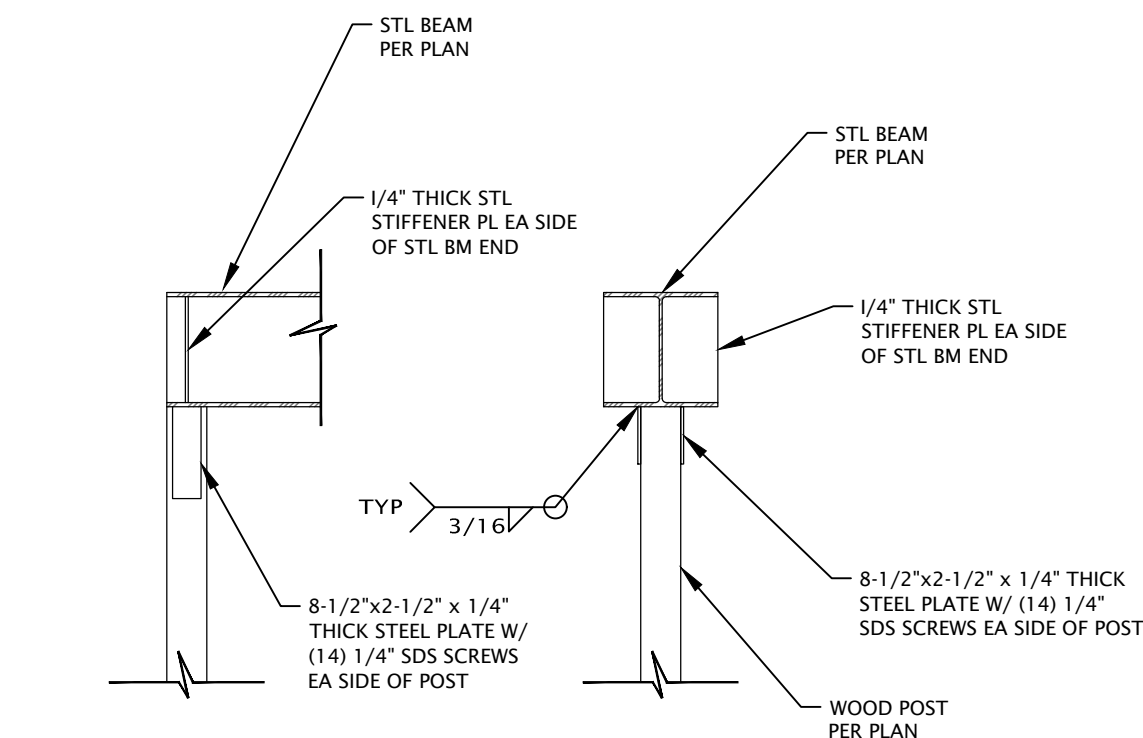 STL BEAM
PER PLAN
1/4" THICK STL
STIFFENER PL EA SIDE
OF STL BM END
8-1/2"x2-1/2" x 1/4"
THICK STEEL PLATE W/
(14) 1/4" SDS SCREWS
EA SIDE OF POST
TYP
3/16
STL BEAM
PER PLAN
1/4" THICK STL
STIFFENER PL EA SIDE
OF STL BM END
8-1/2"x2-1/2" x 1/4" THICK
STEEL PLATE W/ (14) 1/4"
SDS SCREWS EA SIDE OF POST
WOOD POST
PER PLAN